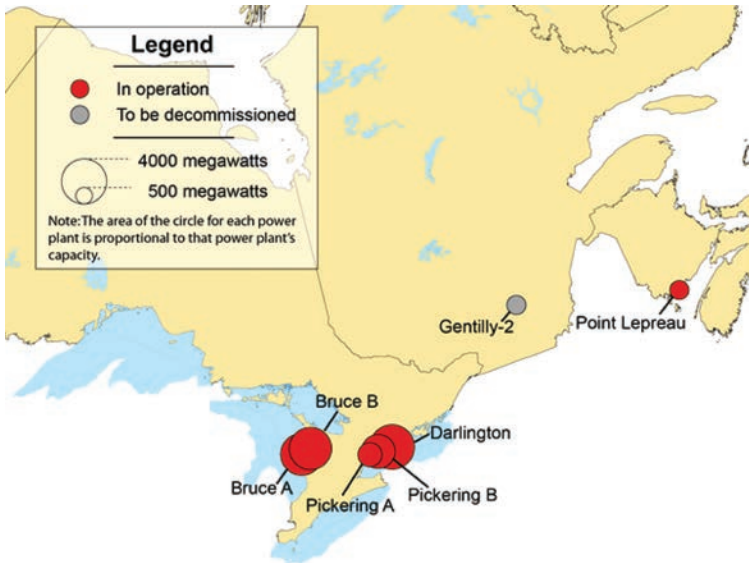 Legend
In operation
To be decommissioned
4000 megawatts
500 megawatts
Note:The area of the circle for each power
plant is proportional to that power plant's
capacity.
Gentilly-2
Point Lepreau
Bruce B
Darlington
Bruce A
Pickering A
Pickering B